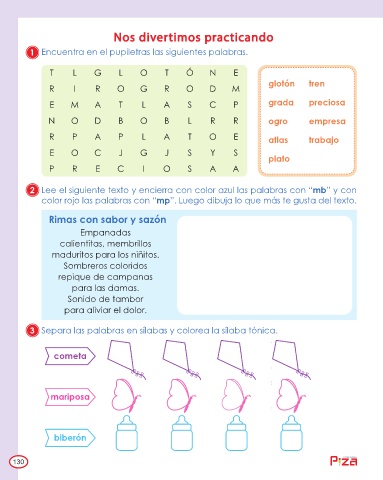 Nos divertimos practicando
1 Encuentra en el pupiletras las siguientes palabras.
T L G L O T Ó N E
R I R O G R O D M
E M A T L A S C P
N O D B O B L R R
R P A P L A T O E
E O C J G J S Y S
P R E C I O S A A
glotón tren
grada preciosa
ogro empresa
atlas trabajo
plato
2 Lee el siguiente texto y encierra con color azul las palabras con “mb” y con
color rojo las palabras con “mp”. Luego dibuja lo que más te gusta del texto.
Rimas con sabor y sazón
Empanadas
calientitas, membrillos
maduritos para los niñitos.
Sombreros coloridos
repique de campanas
para las damas.
Sonido de tambor
para aliviar el dolor.
3 Separa las palabras en sílabas y colorea la sílaba tónica.
cometa
mariposa
biberón
130
Piza